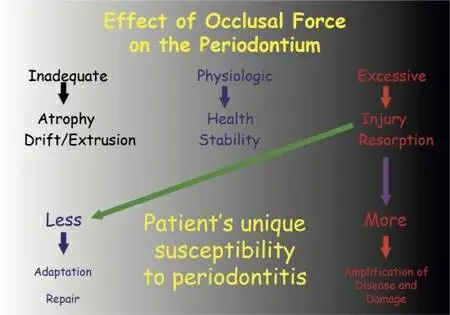 Effect of Occlusal Force
on the Periodontium
Inadequate
Physiologic
Excessive
Atrophy
Drift/Extrusion
Health
Stability
Injury
Resorption
Less
Patient's unique
susceptibility
to periodontitis
More
Adaptation
Repair
Amplification of
Disease and
Damage